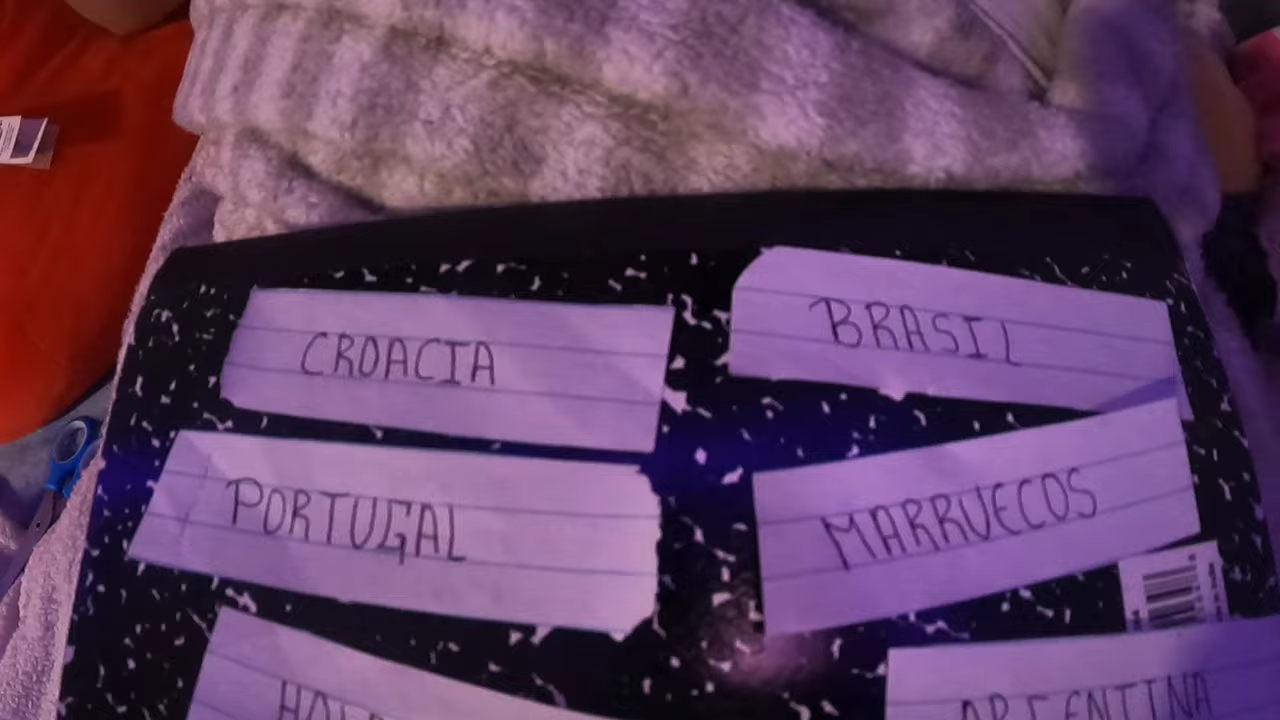 CROACIA
BRASIL
PORTUGAL
MARRUECOS
ARGENTINA